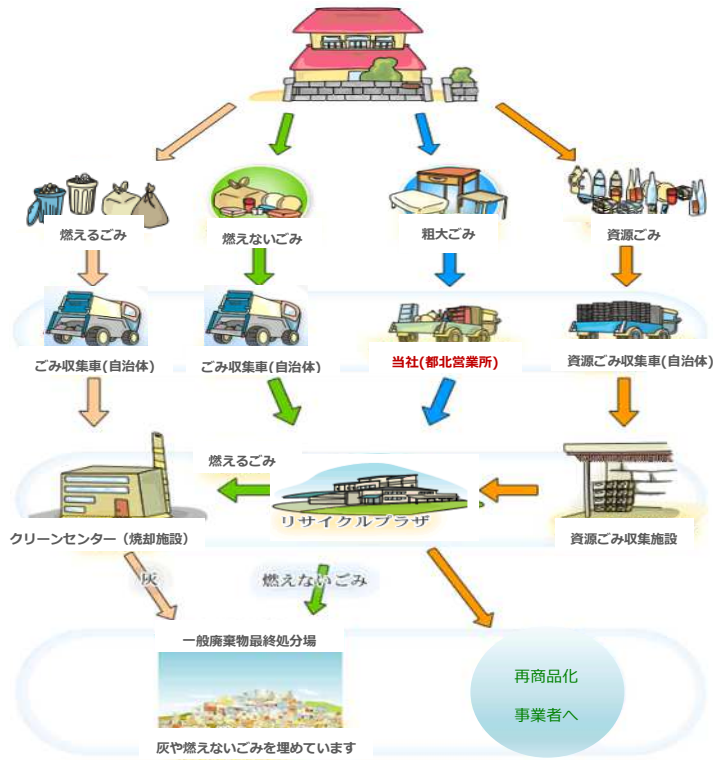 燃えるごみ
燃えないごみ
粗大ごみ
資源ごみ
ごみ収集車(自治体)
ごみ収集車(自治体)
当社(都北営業所)
資源ごみ収集車(自治体)
燃えるごみ
リサイクルプラザ
クリーンセンター（焼却施設）
資源ごみ収集施設
灰
燃えないごみ
一般廃棄物最終処分場
再商品化
事業者へ
灰や燃えないごみを埋めています